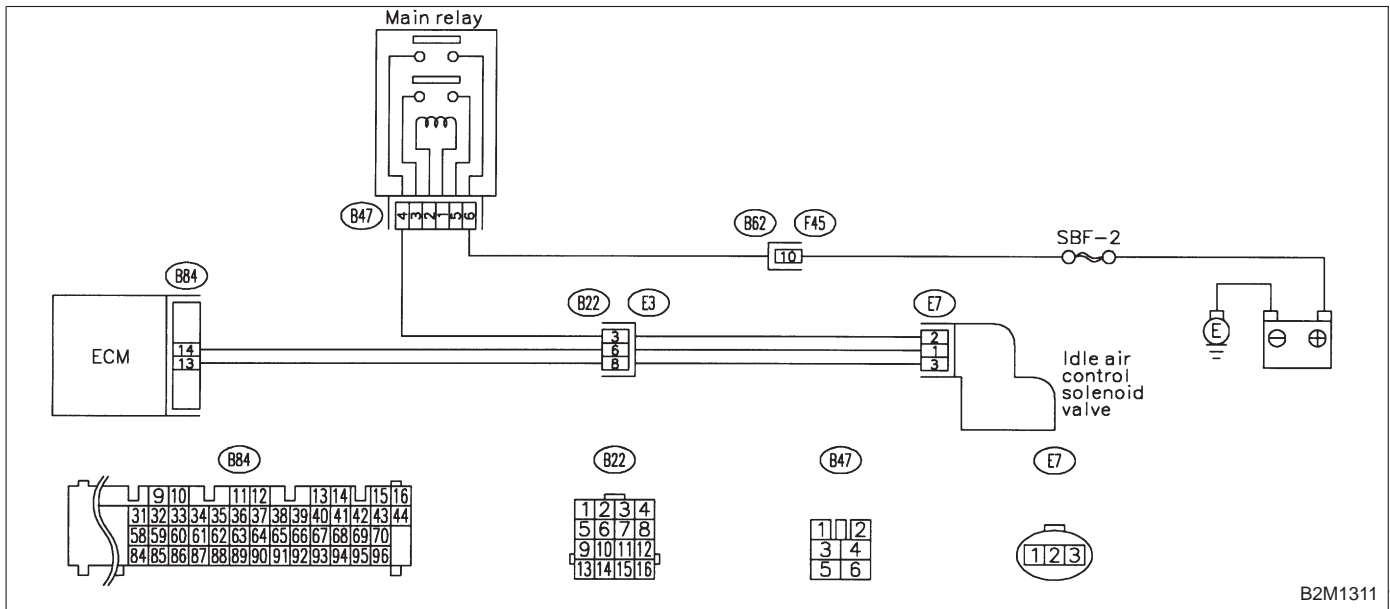 Main relay
B47
4 3 2 1 5 6
B62 F45
10
SBF-2
B84
B22 E3
E7
E
⊖ ⊕
ECM
14
13
3
6
8
2
1
3
Idle air
control
solenoid
valve
B84
B22
B47
E7
9 10 11 12 13 14 15 16
31 32 33 34 35 36 37 38 39 40 41 42 43 44
58 59 60 61 62 63 64 65 66 67 68 69 70
84 85 86 87 88 89 90 91 92 93 94 95 96
1 2 3 4
5 6 7 8
9 10 11 12
13 14 15 16
1 2
3 4
5 6
1 2 3
B2M1311